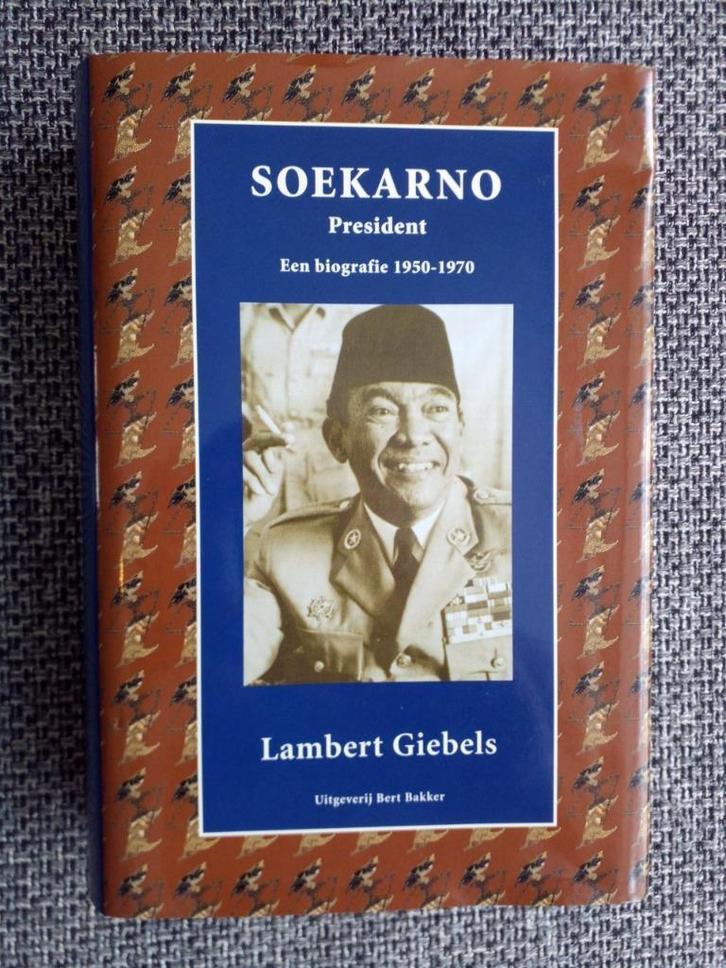 SOEKARNO
President
Een biografie 1950-1970
Lambert Giebels
Uitgeverij Bert Bakker